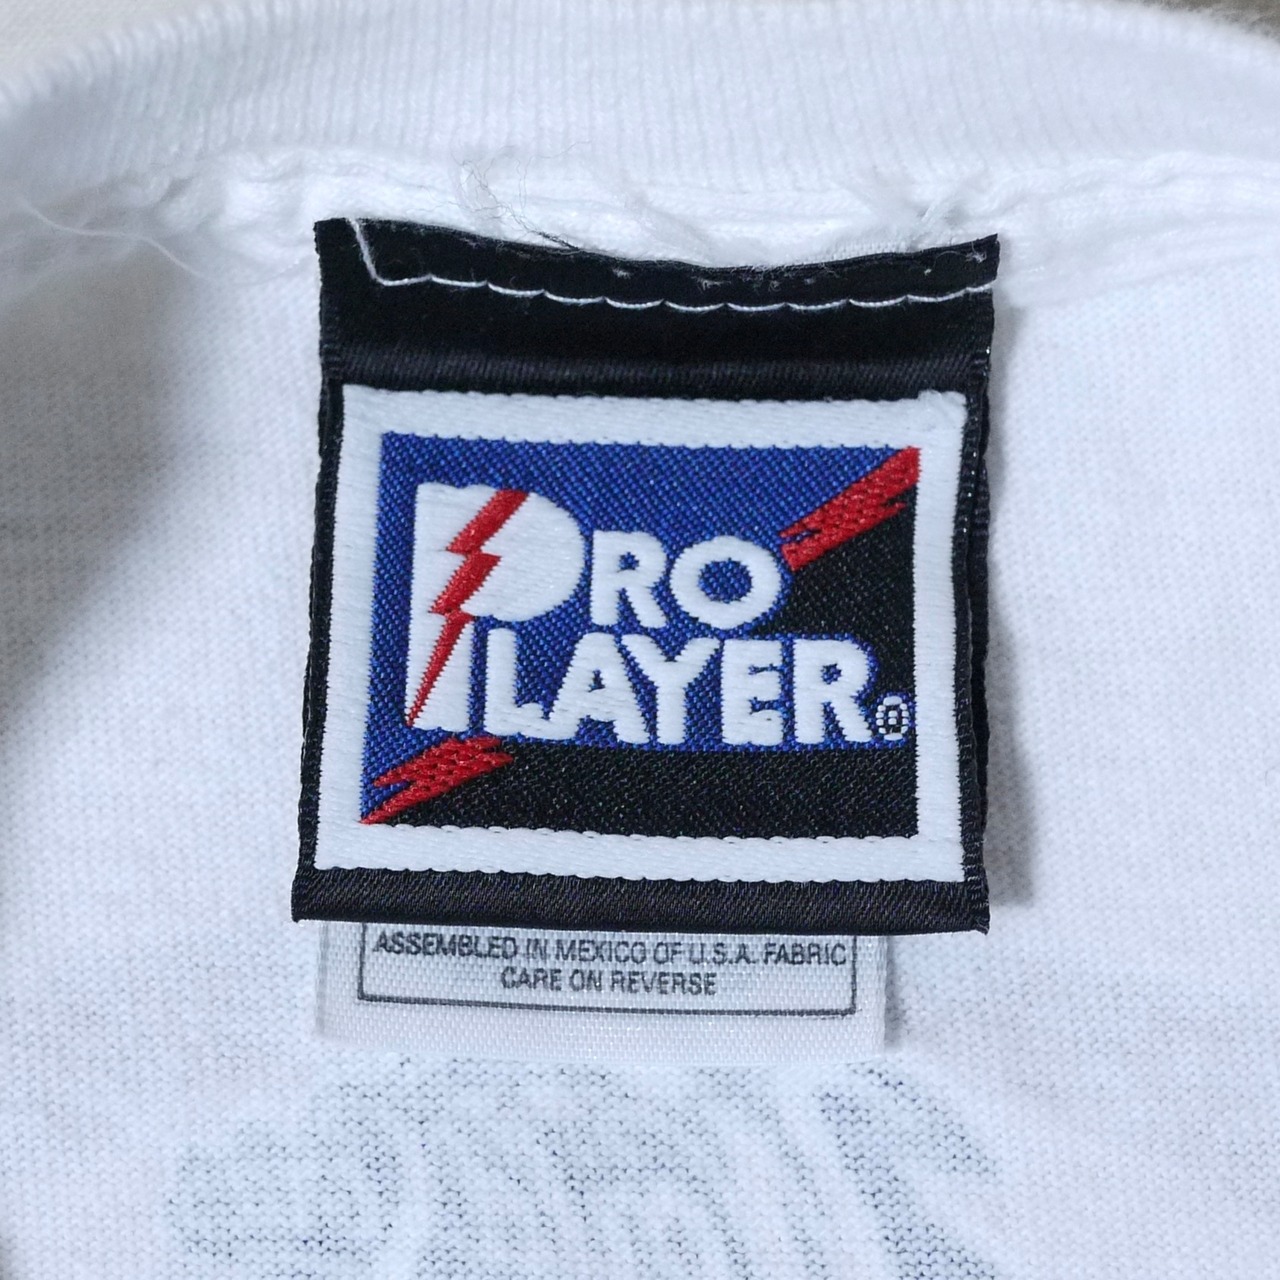 PRO
PLAYER®
ASSEMBLED IN MEXICO OF U.S.A. FABRIC
CARE ON REVERSE